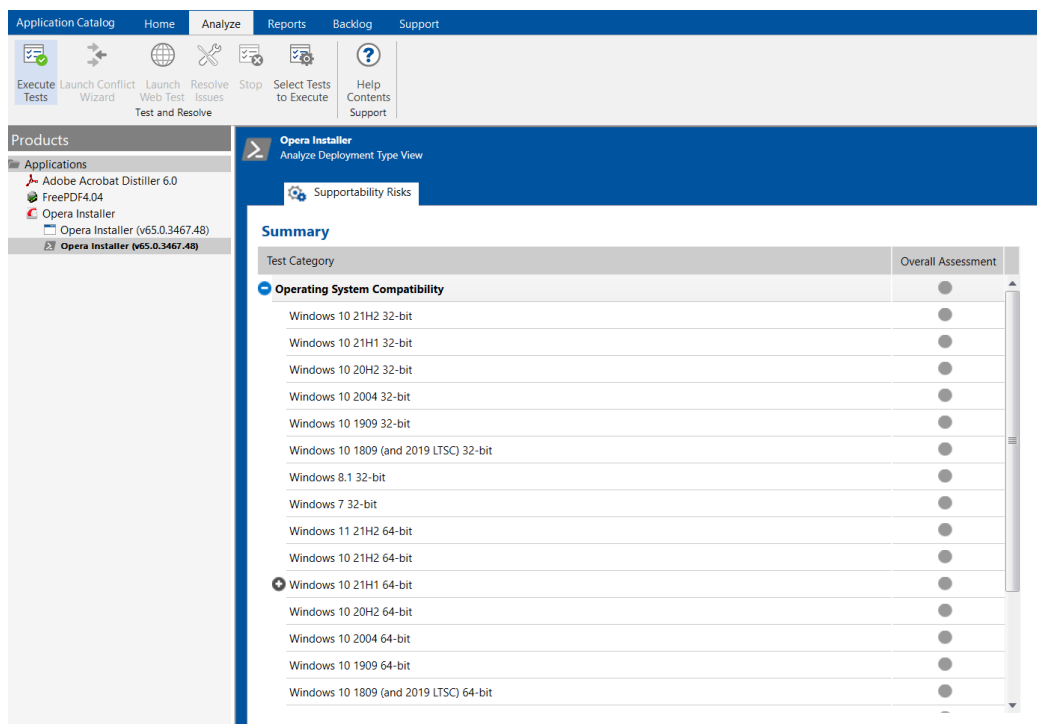 Application Catalog Home Analyze Reports Backlog Support
Execute Tests
Launch Conflict Wizard
Launch Web Test
Resolve Issues
Stop
Select Tests to Execute
Help Contents
Test and Resolve
Support
Products
Applications
Adobe Acrobat Distiller 6.0
FreePDF4.04
Opera Installer
Opera Installer (v65.0.3467.48)
Opera Installer (v65.0.3467.48)
Opera Installer
Analyze Deployment Type View
Supportability Risks
Summary
Test Category Overall Assessment
Operating System Compatibility
Windows 10 21H2 32-bit
Windows 10 21H1 32-bit
Windows 10 20H2 32-bit
Windows 10 2004 32-bit
Windows 10 1909 32-bit
Windows 10 1809 (and 2019 LTSC) 32-bit
Windows 8.1 32-bit
Windows 7 32-bit
Windows 11 21H2 64-bit
Windows 10 21H2 64-bit
Windows 10 21H1 64-bit
Windows 10 20H2 64-bit
Windows 10 2004 64-bit
Windows 10 1909 64-bit
Windows 10 1809 (and 2019 LTSC) 64-bit